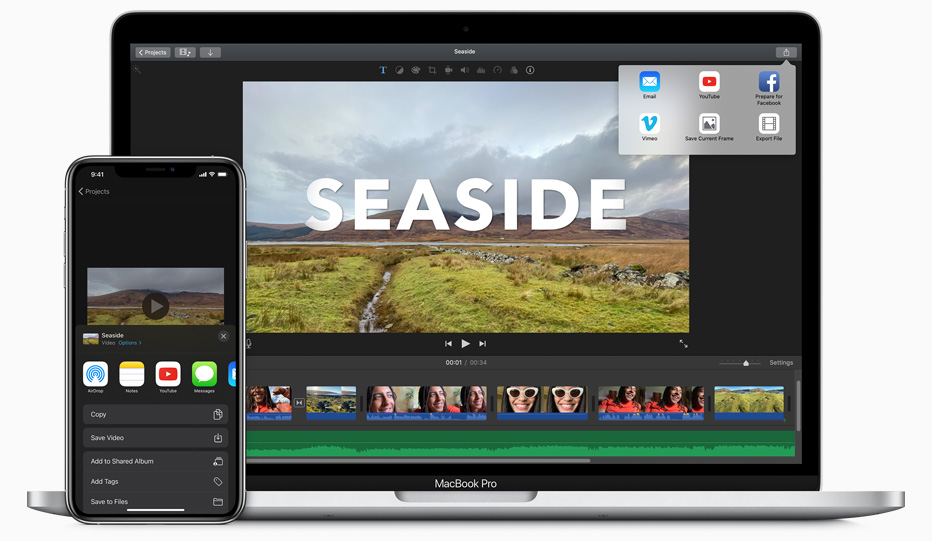 Projects
Seaside
T
Email
YouTube
Prepare for
Facebook
Vimeo
Save Current Frame
Export File
SEASIDE
00:01 / 00:34
Settings
MacBook Pro
9:41
Projects
Seaside
Video Options >
AirDrop
Notes
YouTube
Messages
Copy
Save Video
Add to Shared Album
Add Tags
Save to Files